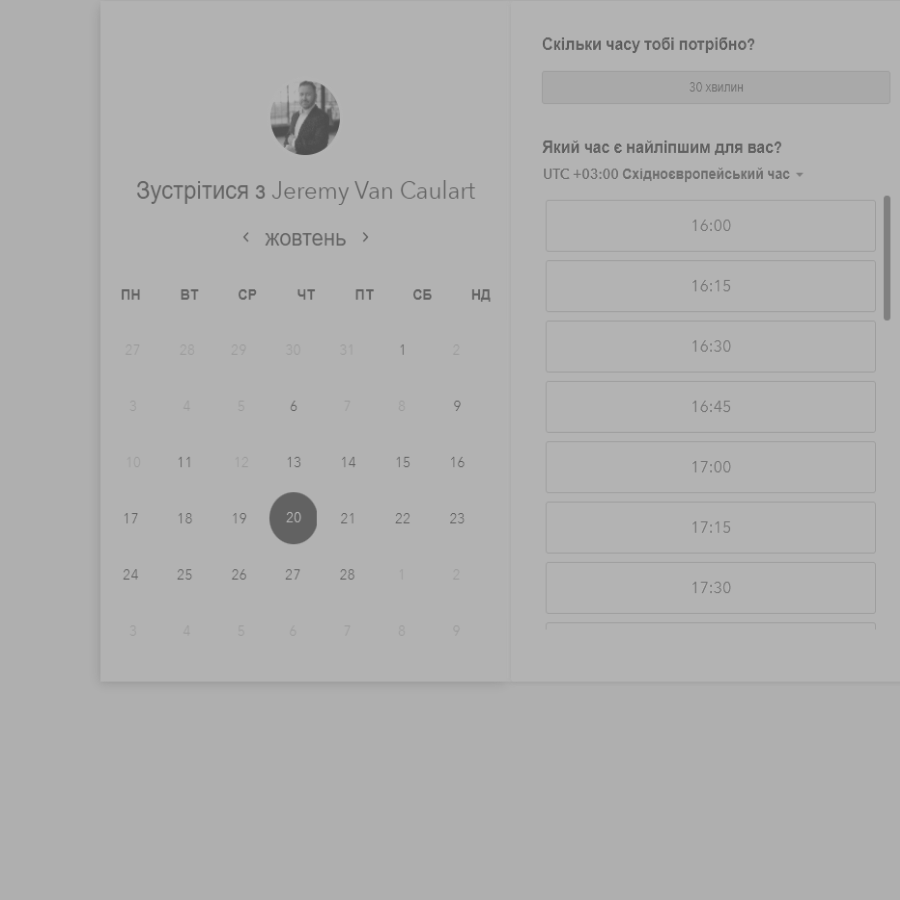 Зустрітися з Jeremy Van Caulart
жовтень
ПН ВТ СР ЧТ ПТ СБ НД
27 28 29 30 31 1 2
3 4 5 6 7 8 9
10 11 12 13 14 15 16
17 18 19 20 21 22 23
24 25 26 27 28 1 2
3 4 5 6 7 8 9
Скільки часу тобі потрібно?
30 хвилин
Який час є найліпшим для вас?
UTC +03:00 Східноєвропейський час
16:00
16:15
16:30
16:45
17:00
17:15
17:30